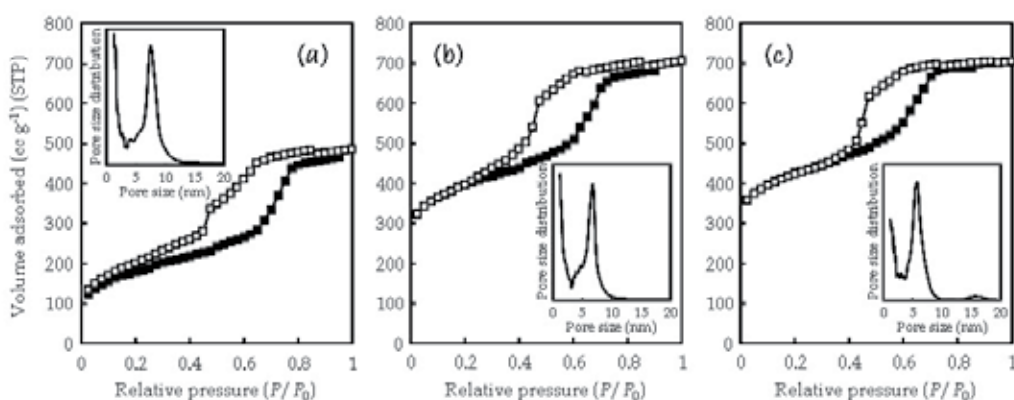 Volume adsorbed (cc g⁻¹) (STP)
800
700
600
500
400
300
200
100
0
(a)
Pore size distribution
0 5 10 15 20
Pore size (nm)
0 0.2 0.4 0.6 0.8 1
Relative pressure (P/P₀)
800
700
600
500
400
300
200
100
0
(b)
Pore size distribution
0 5 10 15 20
Pore size (nm)
0 0.2 0.4 0.6 0.8 1
Relative pressure (P/P₀)
800
700
600
500
400
300
200
100
0
(c)
Pore size distribution
0 5 10 15 20
Pore size (nm)
0 0.2 0.4 0.6 0.8 1
Relative pressure (P/P₀)